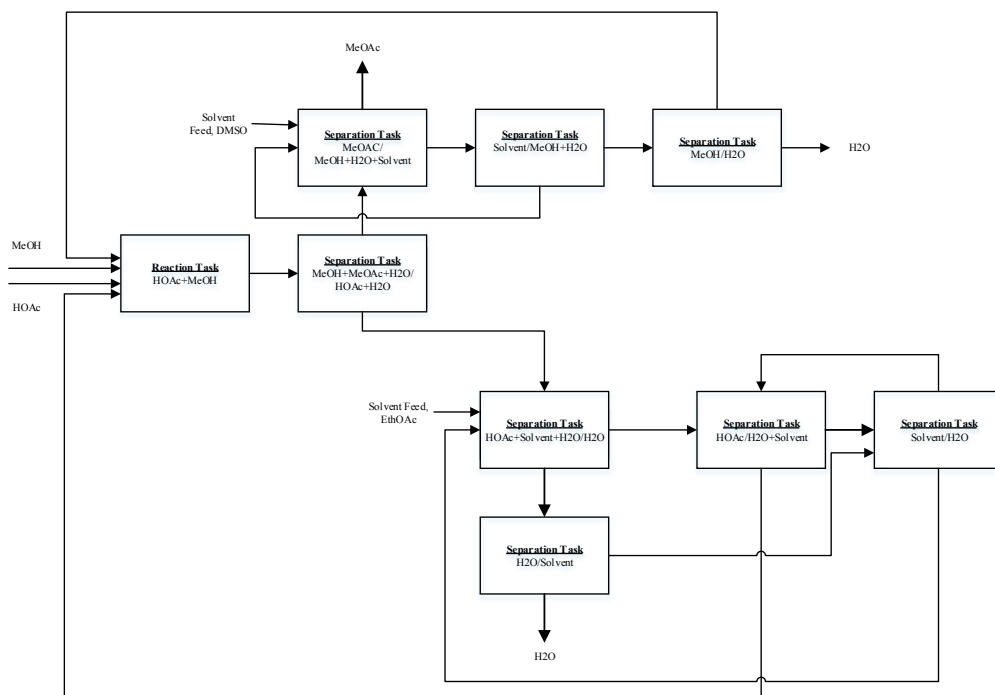 MeOAc
Solvent
Feed, DMSO
Separation Task
MeOAC/
MeOH+H2O+Solvent
Separation Task
Solvent/MeOH+H2O
Separation Task
MeOH/H2O
H2O
MeOH
HOAc
Reaction Task
HOAc+MeOH
Separation Task
MeOH+MeOAc+H2O/
HOAc+H2O
Solvent Feed,
EthOAc
Separation Task
HOAc+Solvent+H2O/H2O
Separation Task
HOAc/H2O+Solvent
Separation Task
Solvent/H2O
Separation Task
H2O/Solvent
H2O